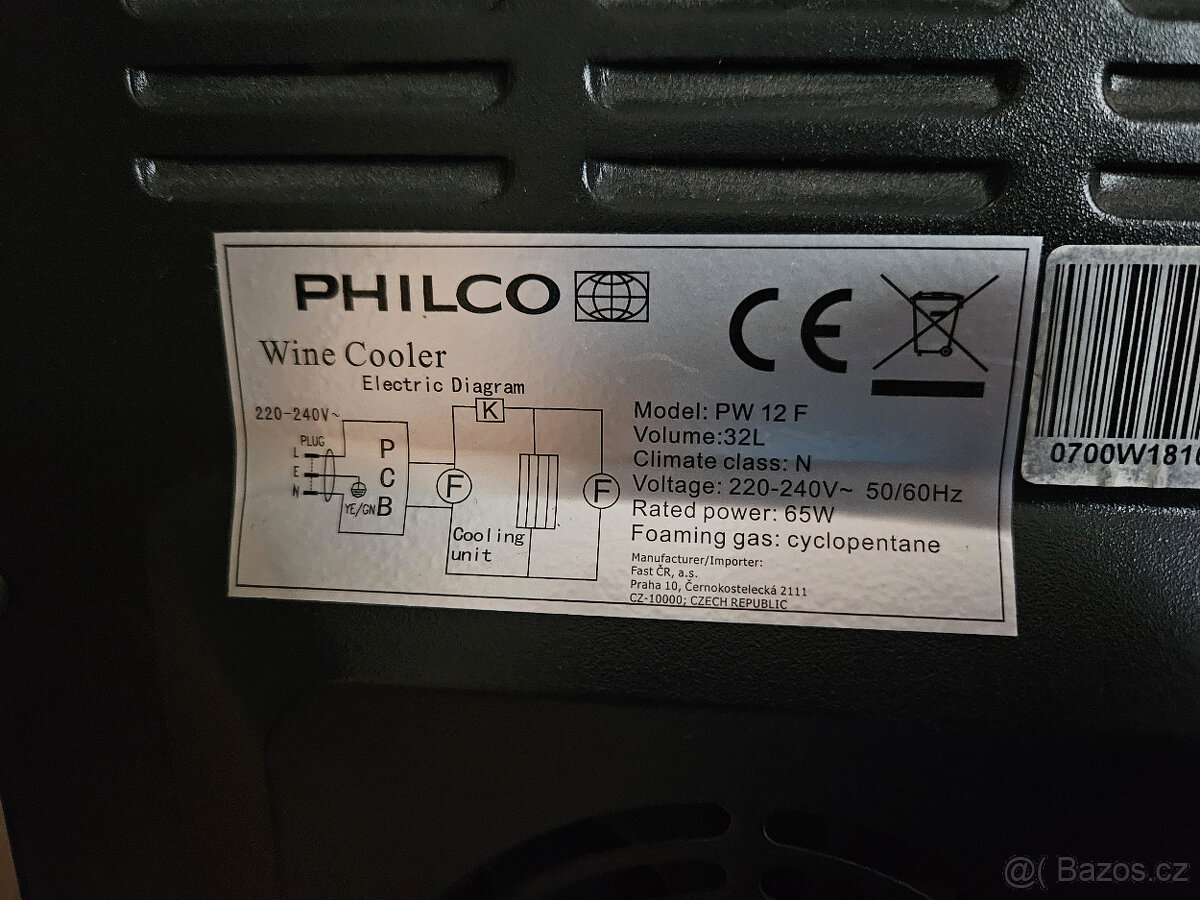 PHILCO
CE
Wine Cooler
Electric Diagram
220-240V~
PLUG
L
E
N
YE/GN
P
C
B
F
K
F
Cooling
unit
Model: PW 12 F
Volume:32L
Climate class: N
Voltage: 220-240V~ 50/60Hz
Rated power: 65W
Foaming gas: cyclopentane
Manufacturer/Importer:
Fast ČR, a.s.
Praha 10, Černokostelecká 2111
CZ-10000; CZECH REPUBLIC
0700W1816
@( Bazos.cz